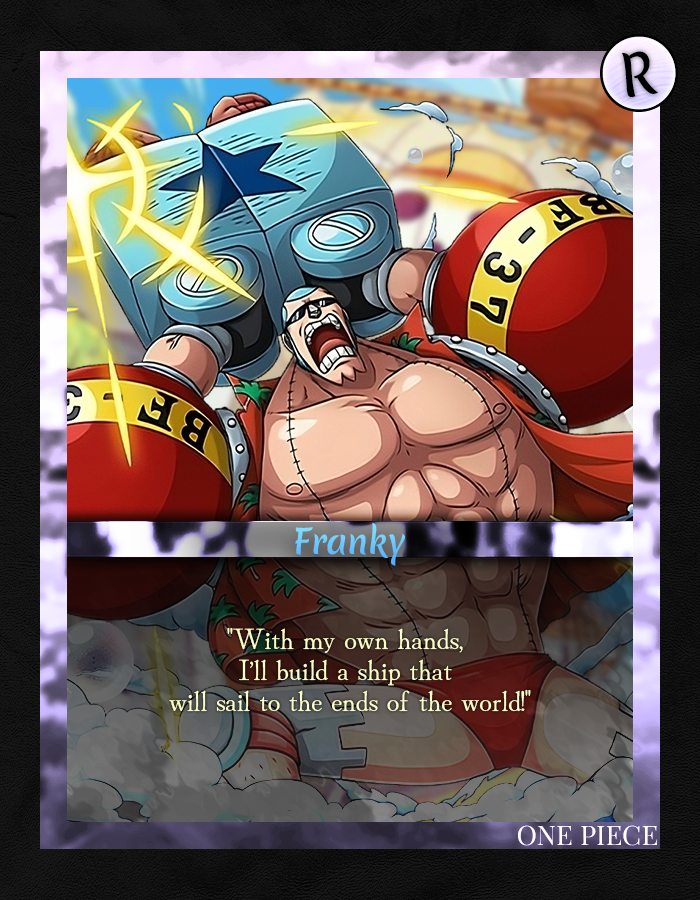 R
BF-37
BF-3
Franky
"With my own hands,
I'll build a ship that
will sail to the ends of the world!"
ONE PIECE